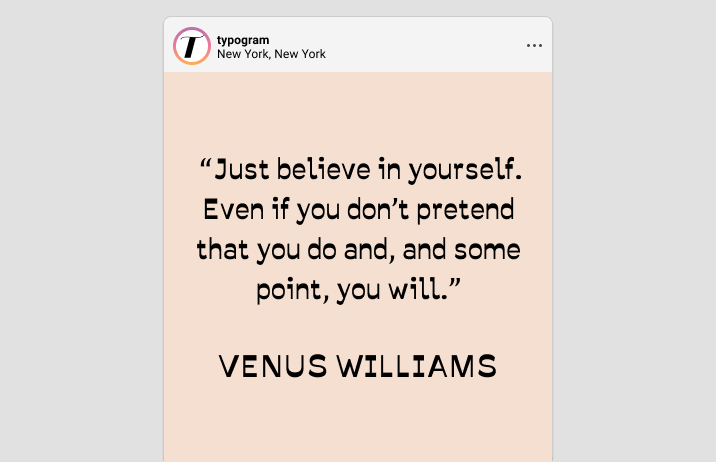 T
typogram
New York, New York
“Just believe in yourself.
Even if you don’t pretend
that you do and, and some
point, you will.”
VENUS WILLIAMS